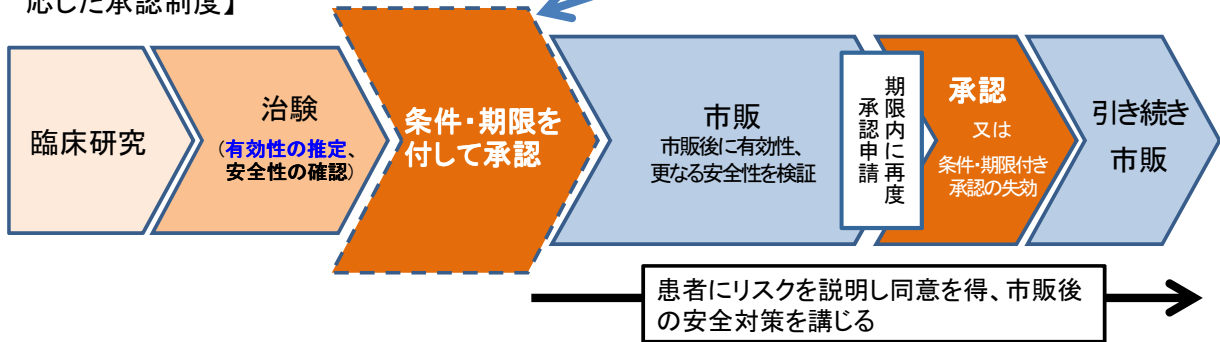 応じた承認制度】
臨床研究
治験
(有効性の推定、
安全性の確認)
条件・期限を
付して承認
市販
市販後に有効性、
更なる安全性を検証
期限内に再度
承認申請
承認
又は
条件・期限付き
承認の失効
引き続き
市販
患者にリスクを説明し同意を得、市販後
の安全対策を講じる